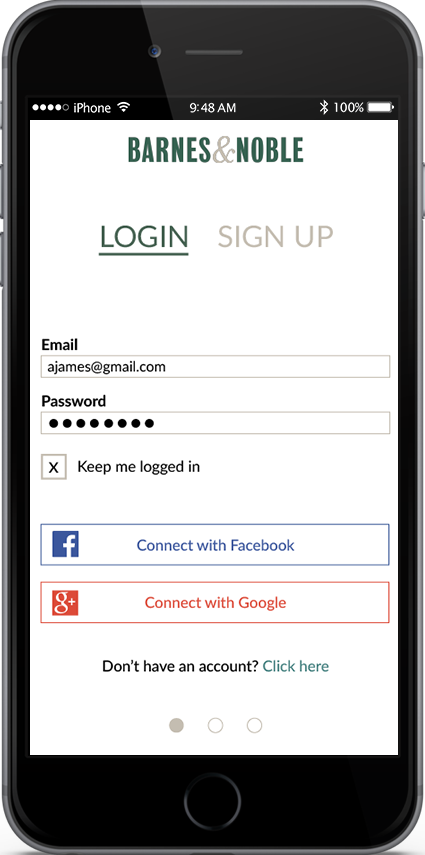 iPhone 9:48 AM 100%
BARNES&NOBLE
LOGIN SIGN UP
Email
ajames@gmail.com
Password
x Keep me logged in
f Connect with Facebook
g+ Connect with Google
Don't have an account? Click here